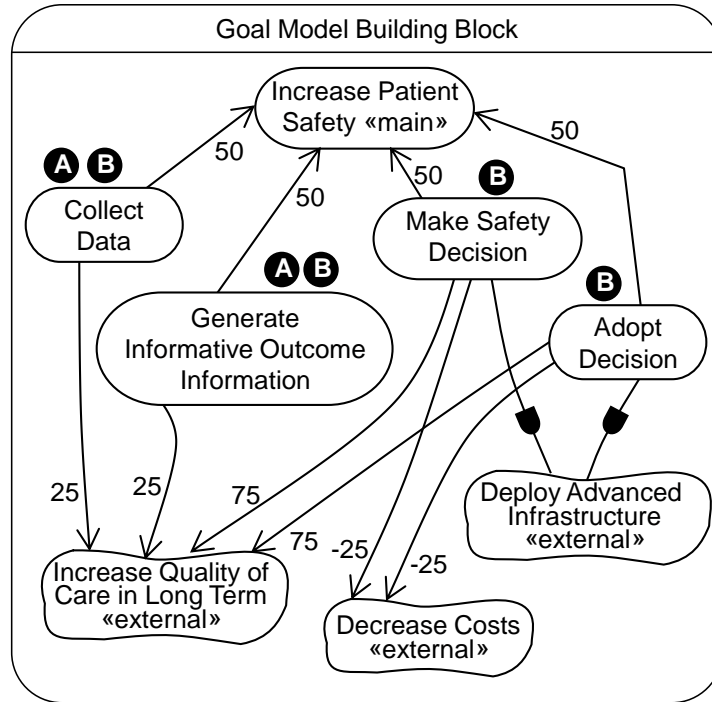 Goal Model Building Block
Increase Patient
Safety «main»
50
50
50
50
A B
B
Collect
Data
Make Safety
Decision
A B
B
Generate
Informative Outcome
Information
Adopt
Decision
25
25
75
75
-25
-25
Deploy Advanced
Infrastructure
«external»
Increase Quality of
Care in Long Term
«external»
Decrease Costs
«external»